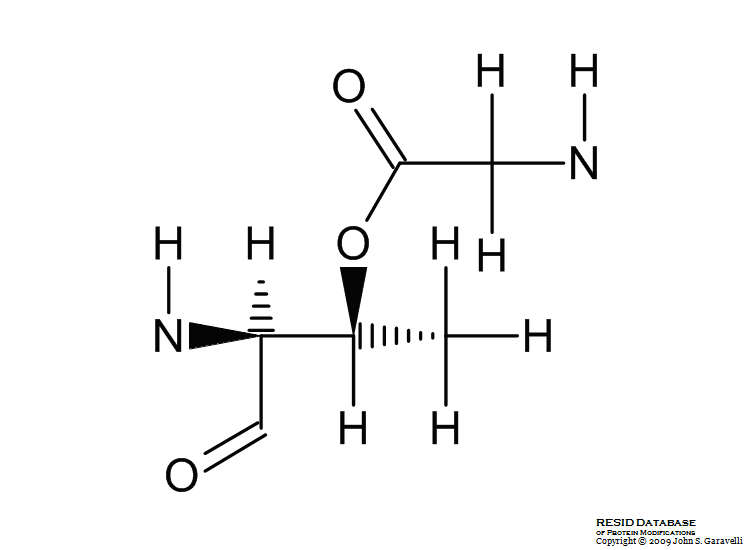 H H
O
N
H H O H H
N H
H H
O
RESID DATABASE
OF PROTEIN MODIFICATIONS
Copyright © 2009 John S. Garavelli